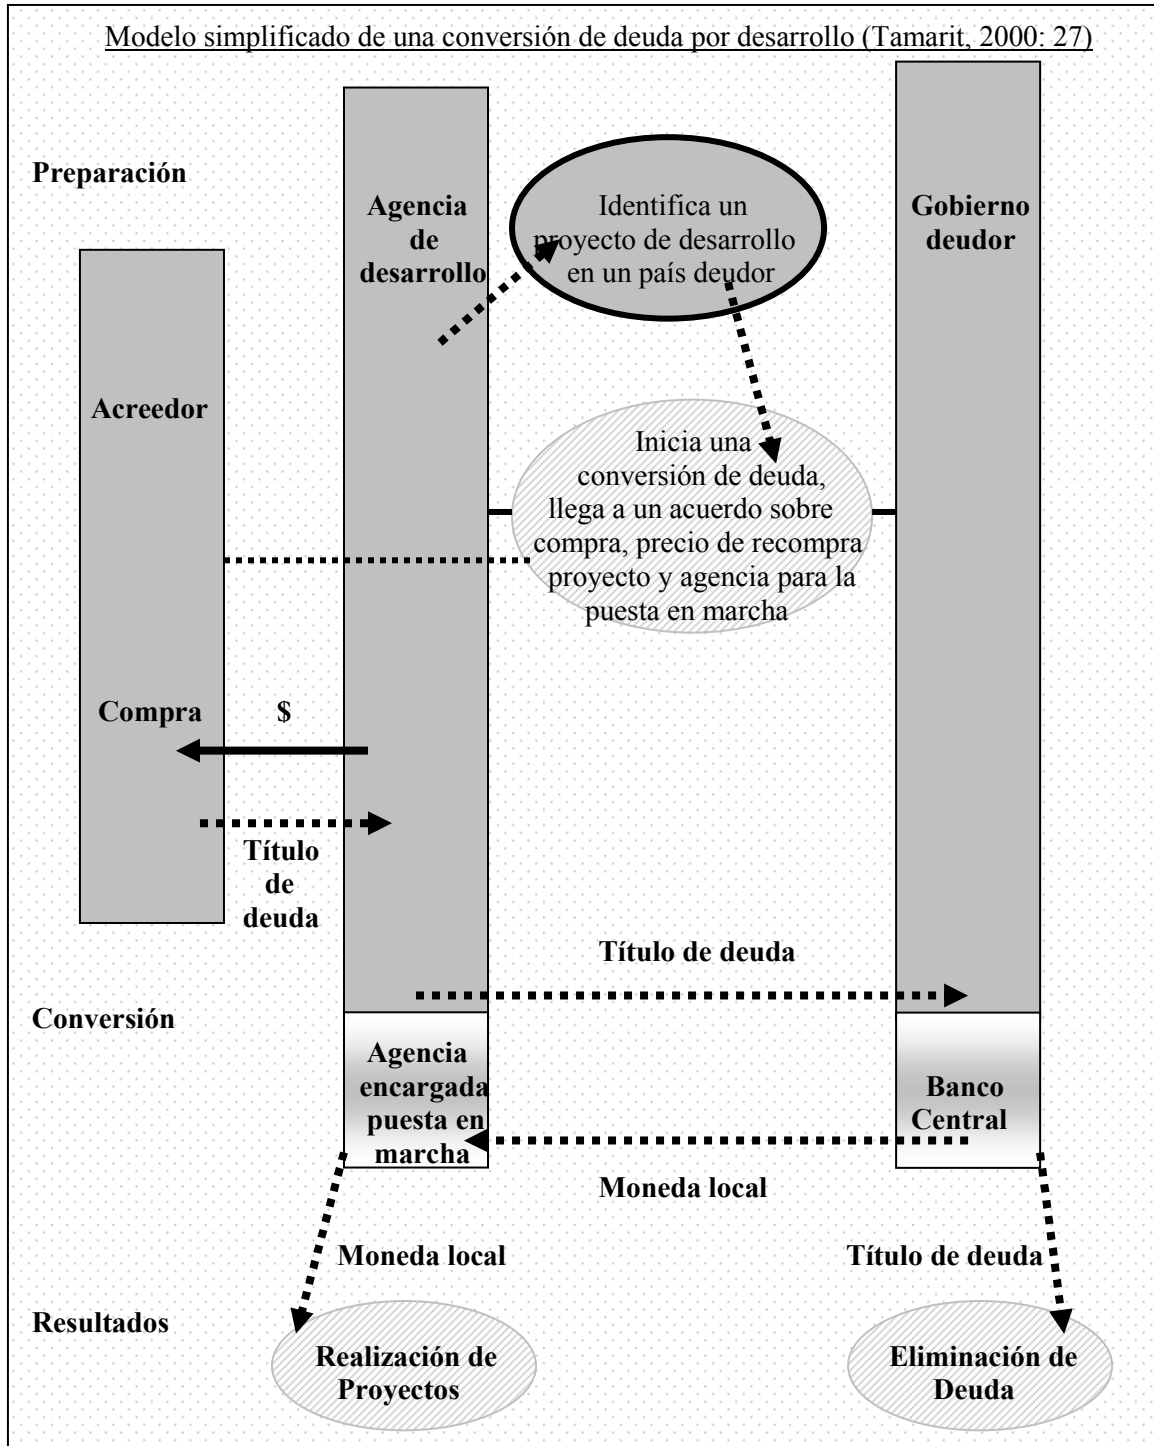 Modelo simplificado de una conversión de deuda por desarrollo (Tamarit, 2000: 27)
Preparación
Agencia
de
desarrollo
Identifica un
proyecto de desarrollo
en un país deudor
Gobierno
deudor
Acreedor
Inicia una
conversión de deuda,
llega a un acuerdo sobre
compra, precio de recompra
proyecto y agencia para la
puesta en marcha
Compra
$
Título
de
deuda
Título de deuda
Conversión
Agencia
encargada
puesta en
marcha
Banco
Central
Moneda local
Moneda local
Título de deuda
Resultados
Realización de
Proyectos
Eliminación de
Deuda